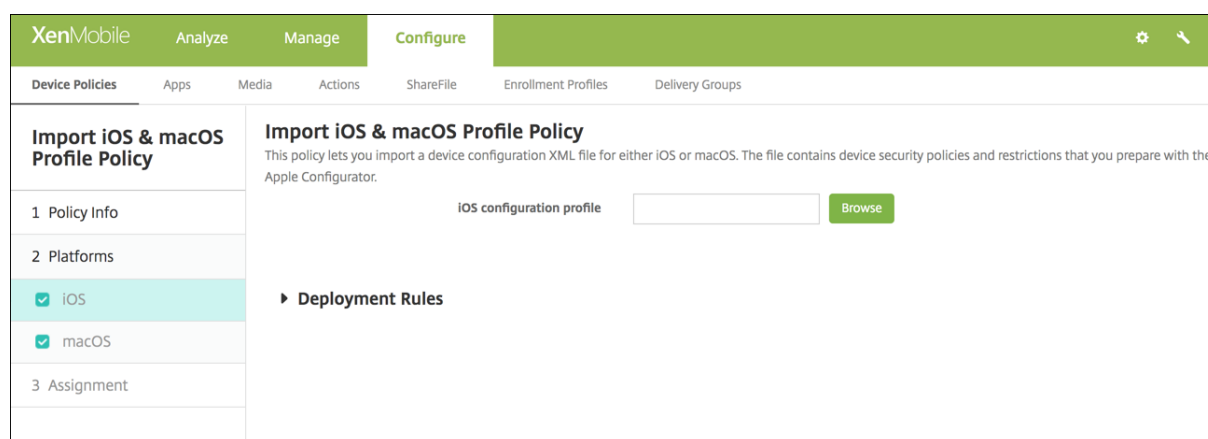 XenMobile Analyze Manage Configure
Device Policies Apps Media Actions ShareFile Enrollment Profiles Delivery Groups
Import iOS & macOS
Profile Policy
1 Policy Info
2 Platforms
iOS
macOS
3 Assignment
Import iOS & macOS Profile Policy
This policy lets you import a device configuration XML file for either iOS or macOS. The file contains device security policies and restrictions that you prepare with the
Apple Configurator.
iOS configuration profile Browse
Deployment Rules